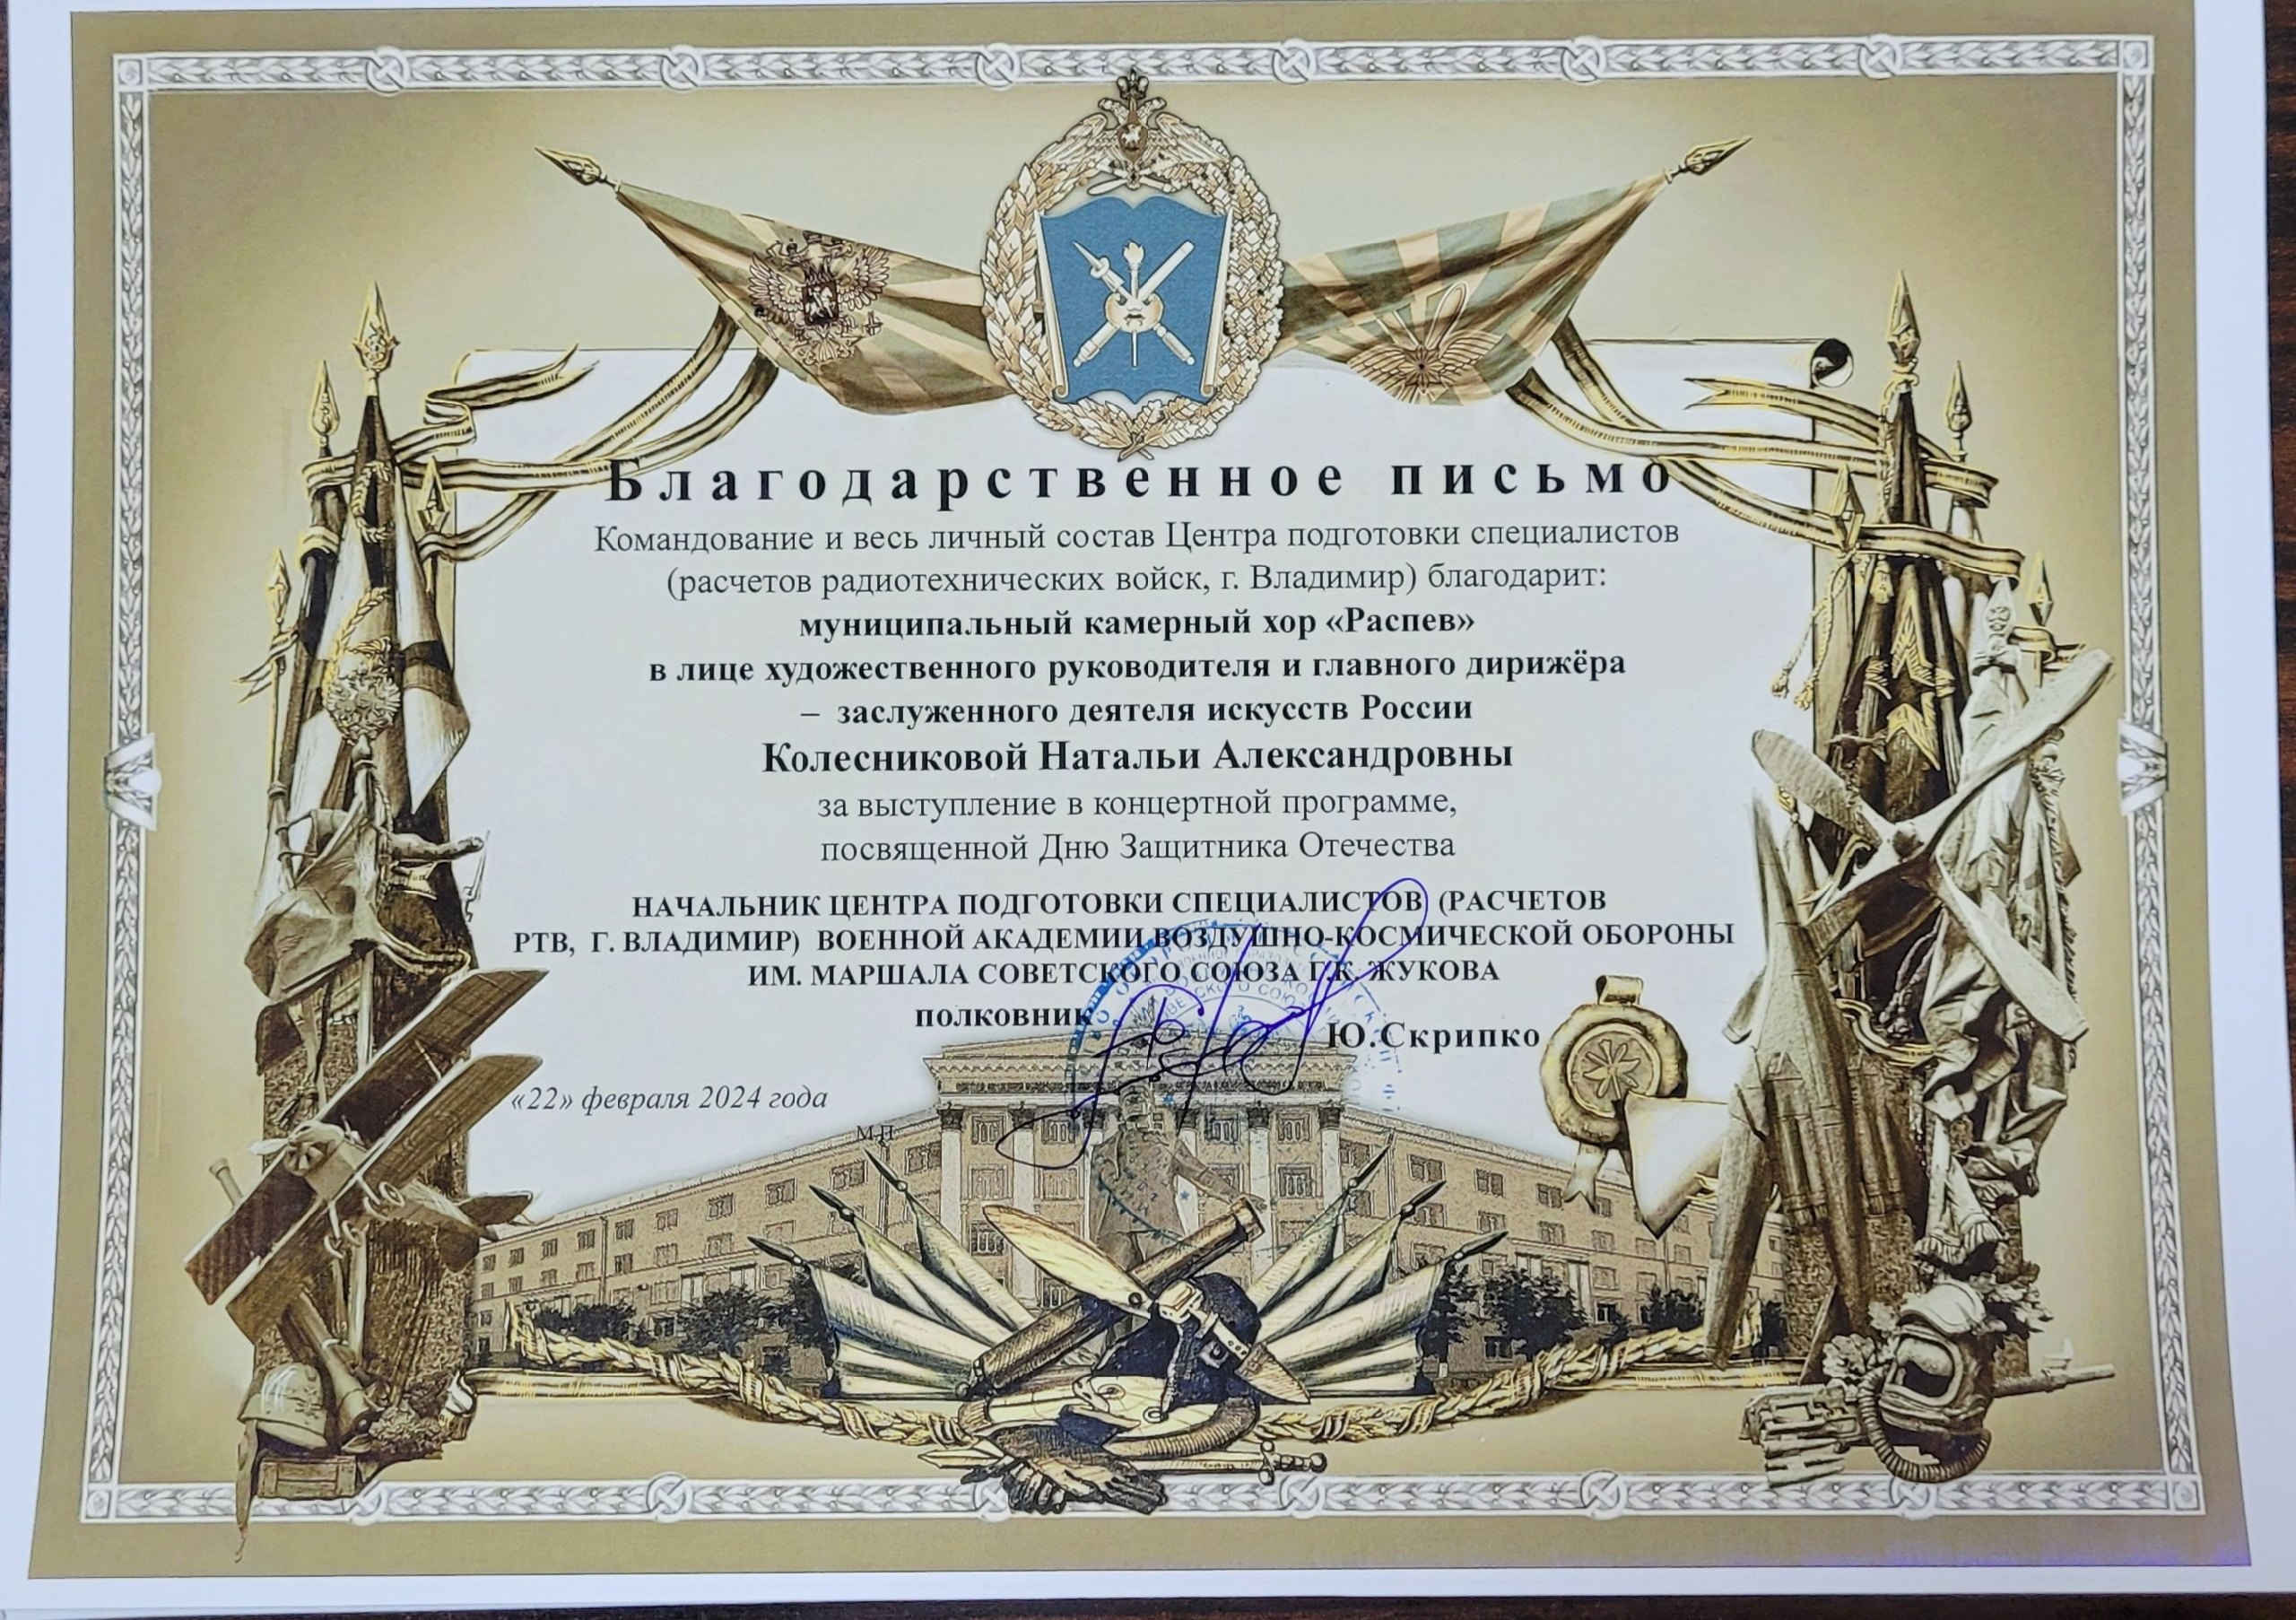 Благодарственное письмо
Командование и весь личный состав Центра подготовки специалистов
(расчетов радиотехнических войск, г. Владимир) благодарит:
муниципальный камерный хор «Распев»
в лице художественного руководителя и главного дирижёра
– заслуженного деятеля искусств России
Колесниковой Натальи Александровны
за выступление в концертной программе,
посвященной Дню Защитника Отечества
НАЧАЛЬНИК ЦЕНТРА ПОДГОТОВКИ СПЕЦИАЛИСТОВ (РАСЧЕТОВ
РТВ, Г. ВЛАДИМИР) ВОЕННОЙ АКАДЕМИИ ВОЗДУШНО-КОСМИЧЕСКОЙ ОБОРОНЫ
ИМ. МАРШАЛА СОВЕТСКОГО СОЮЗА Г.К. ЖУКОВА
полковник
Ю.Скрипко
«22» февраля 2024 года
М.П.